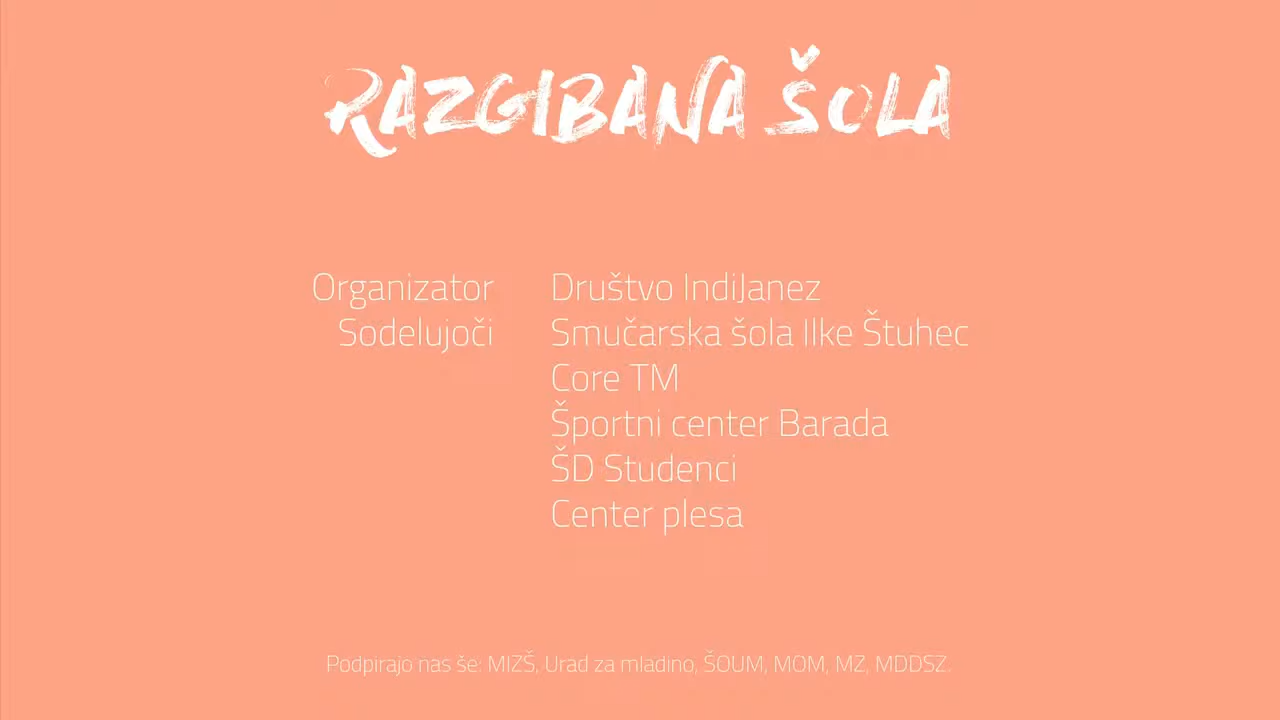 RAZGIBANA ŠOLA
Organizator Društvo IndiJanez
Sodelujoči Smučarska šola Ilke Štuhec
Core TM
Športni center Barada
ŠD Studenci
Center plesa
Podpirajo nas še: MIZŠ, Urad za mladino, ŠOUM, MOM, MZ, MDDSZ.